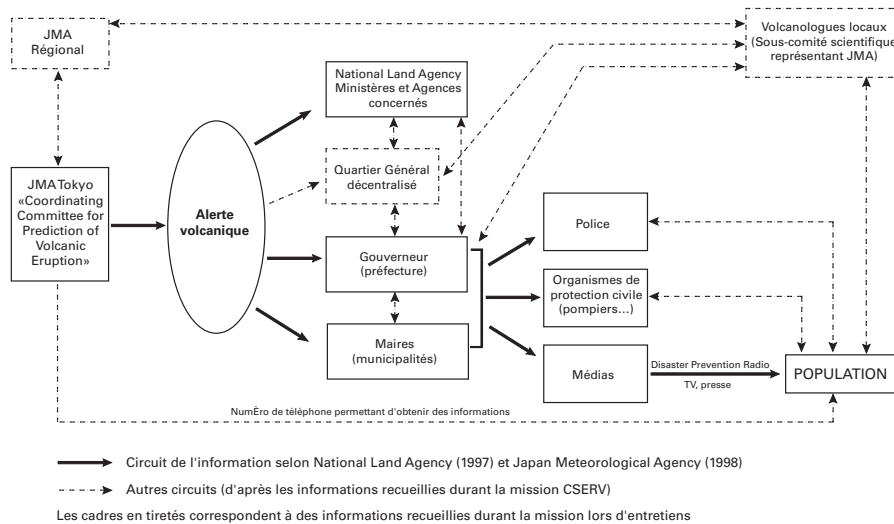 JMA
Régional
Volcanologues locaux
(Sous-comité scientifique
représentant JMA)
National Land Agency
Ministères et Agences
concernés
JMA Tokyo
«Coordinating
Committee for
Prediction of
Volcanic
Eruption»
Alerte
volcanique
Quartier Général
décentralisé
Gouverneur
(préfecture)
Maires
(municipalités)
Police
Organismes de
protection civile
(pompiers...)
Médias
Disaster Prevention Radio
TV, presse
POPULATION
NumÈro de téléphone permettant d'obtenir des informations
Circuit de l'information selon National Land Agency (1997) et Japan Meteorological Agency (1998)
Autres circuits (d'après les informations recueillies durant la mission CSERV)
Les cadres en tiretés correspondent à des informations recueillies durant la mission lors d'entretiens